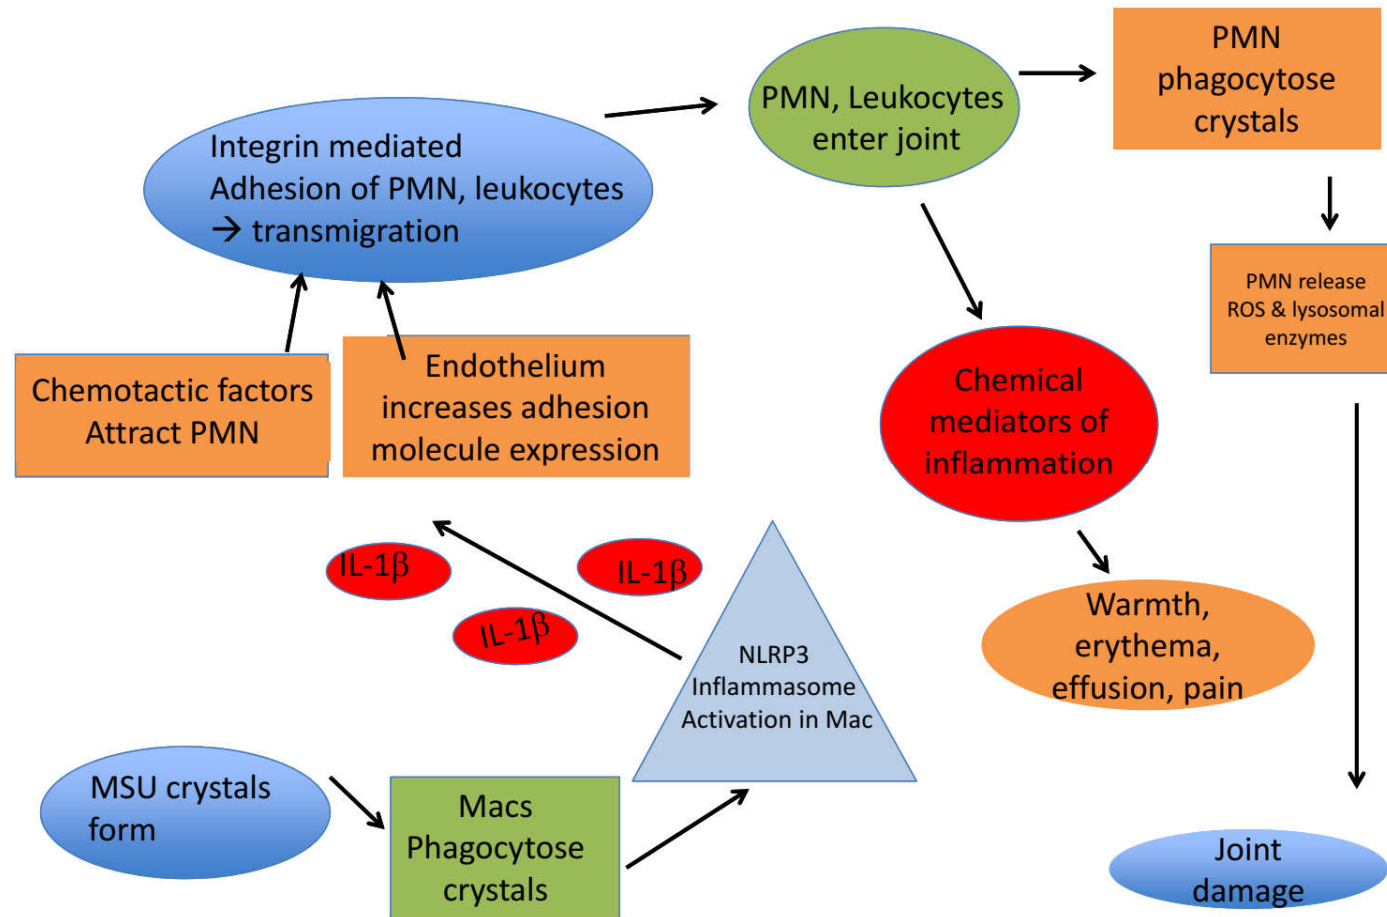 PMN
phagocytose
crystals
PMN, Leukocytes
enter joint
Integrin mediated
Adhesion of PMN, leukocytes
→ transmigration
PMN release
ROS & lysosomal
enzymes
Chemotactic factors
Attract PMN
Endothelium
increases adhesion
molecule expression
Chemical
mediators of
inflammation
IL-1β
IL-1β
IL-1β
Warmth,
erythema,
effusion, pain
NLRP3
Inflammasome
Activation in Mac
MSU crystals
form
Macs
Phagocytose
crystals
Joint
damage